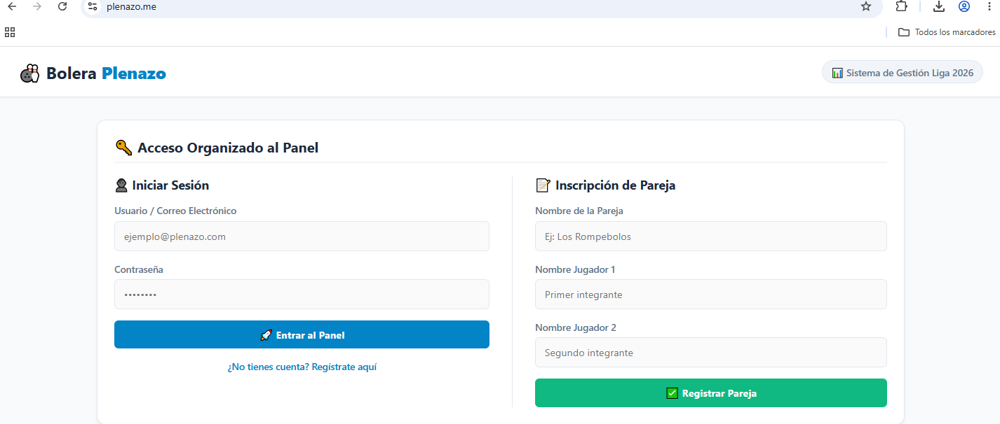 plenazo.me
Todos los marcadores
Bolera Plenazo
Sistema de Gestión Liga 2026
Acceso Organizado al Panel
Iniciar Sesión
Usuario / Correo Electrónico
ejemplo@plenazo.com
Contraseña
••••••••
Entrar al Panel
¿No tienes cuenta? Regístrate aquí
Inscripción de Pareja
Nombre de la Pareja
Ej: Los Rompebolos
Nombre Jugador 1
Primer integrante
Nombre Jugador 2
Segundo integrante
Registrar Pareja